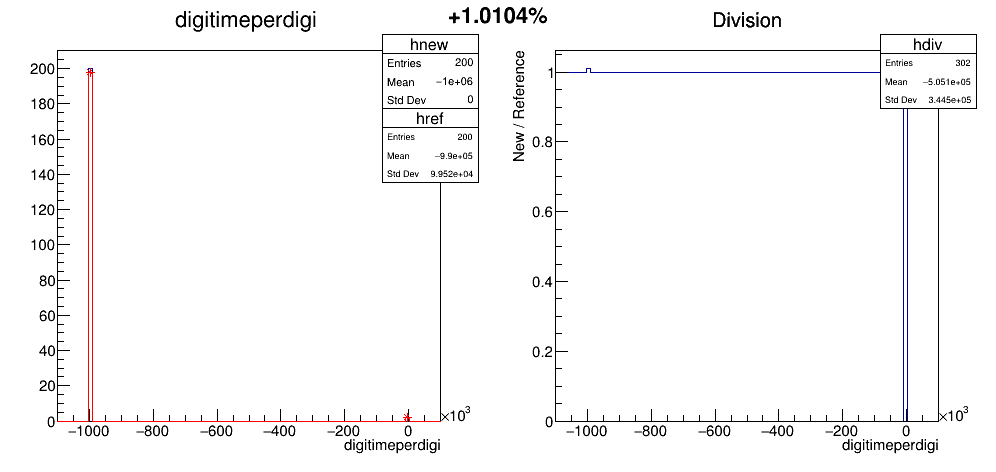 +1.0104%
digitimeperdigi
hnew
Entries 200
Mean −1e+06
Std Dev 0
href
Entries 200
Mean −9.9e+05
Std Dev 9.952e+04
200
180
160
140
120
100
80
60
40
20
0
−1000 −800 −600 −400 −200 0
×10³
digitimeperdigi
Division
hdiv
Entries 302
Mean −5.051e+05
Std Dev 3.445e+05
New / Reference
1
0.8
0.6
0.4
0.2
0
−1000 −800 −600 −400 −200 0
×10³
digitimeperdigi